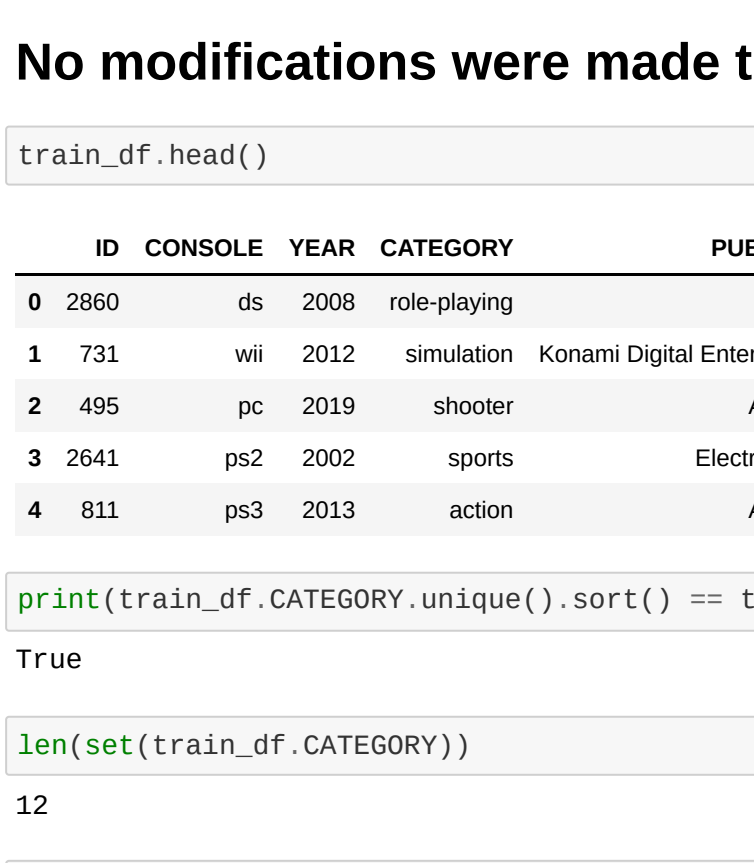 No modifications were made t
train_df.head()
ID CONSOLE YEAR CATEGORY PUB
0 2860 ds 2008 role-playing
1 731 wii 2012 simulation Konami Digital Enter
2 495 pc 2019 shooter A
3 2641 ps2 2002 sports Electr
4 811 ps3 2013 action A
print(train_df.CATEGORY.unique().sort() == t
True
len(set(train_df.CATEGORY))
12